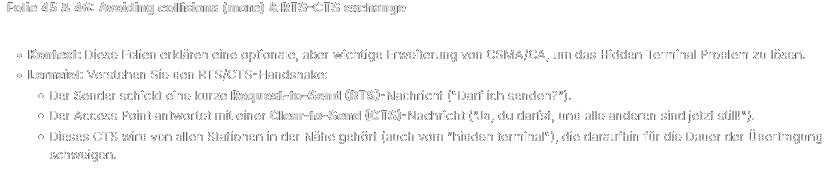 Folie 45 & 46: Avoiding collisions (more) & RTS-CTS exchange
• Kontext: Diese Folien erklären eine optionale, aber wichtige Erweiterung von CSMA/CA, um das Hidden Terminal Problem zu lösen.
• Lernziel: Verstehen Sie den RTS/CTS-Handshake:
○ Der Sender schickt eine kurze Request-to-Send (RTS)-Nachricht ("Darf ich senden?").
○ Der Access Point antwortet mit einer Clear-to-Send (CTS)-Nachricht ("Ja, du darfst, und alle anderen sind jetzt still!").
○ Dieses CTS wird von allen Stationen in der Nähe gehört (auch vom "hidden terminal"), die daraufhin für die Dauer der Übertragung
schweigen.